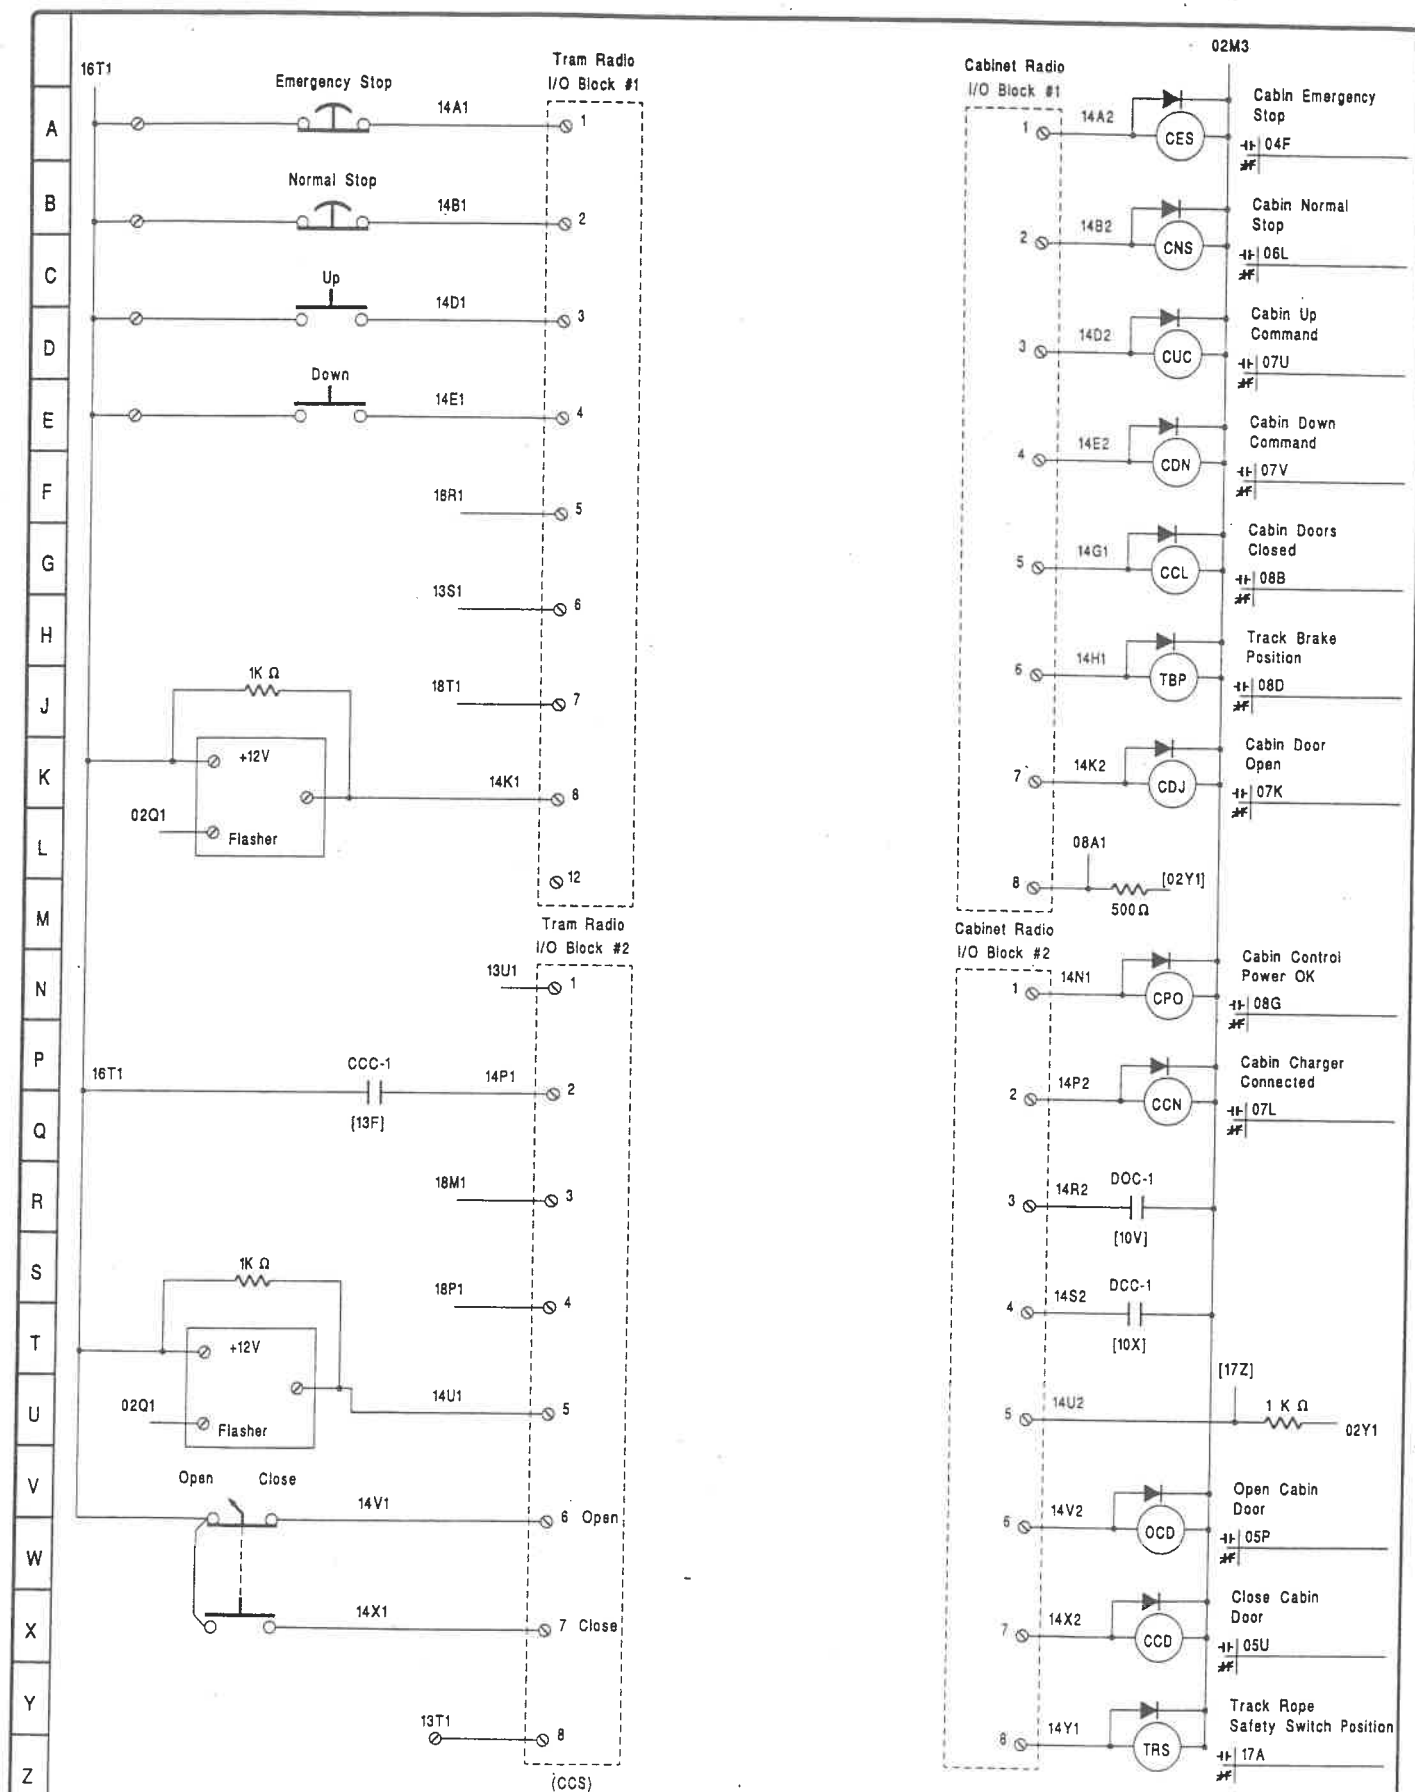 16T1
Tram Radio
I/O Block #1
Cabinet Radio
I/O Block #1
02M3
A
Emergency Stop
14A1
1
1
14A2
CES
Cabin Emergency
Stop
04F
B
Normal Stop
14B1
2
2
14B2
CNS
Cabin Normal
Stop
06L
C
Up
14D1
3
3
14D2
CUC
Cabin Up
Command
07U
D
Down
14E1
4
4
14E2
CDN
Cabin Down
Command
07V
E
F
18R1
5
5
14G1
CCL
Cabin Doors
Closed
08B
G
13S1
6
6
14H1
TBP
Track Brake
Position
08D
H
1K Ω
18T1
7
7
14K2
CDJ
Cabin Door
Open
07K
J
K
+12V
02Q1
Flasher
14K1
8
8
08A1
[02Y1]
500Ω
L
12
M
Tram Radio
I/O Block #2
Cabinet Radio
I/O Block #2
N
13U1
1
1
14N1
CPO
Cabin Control
Power OK
08G
P
16T1
CCC-1
[13F]
14P1
2
2
14P2
CCN
Cabin Charger
Connected
07L
Q
R
18M1
3
3
14R2
DOC-1
[10V]
S
1K Ω
18P1
4
4
14S2
DCC-1
[10X]
T
+12V
02Q1
Flasher
14U1
5
5
14U2
[17Z]
1 K Ω
02Y1
U
V
Open Close
14V1
6 Open
6
14V2
OCD
Open Cabin
Door
05P
W
X
14X1
7 Close
7
14X2
CCD
Close Cabin
Door
05U
Y
13T1
8
8
14Y1
TRS
Track Rope
Safety Switch Position
17A
Z
(CCS)